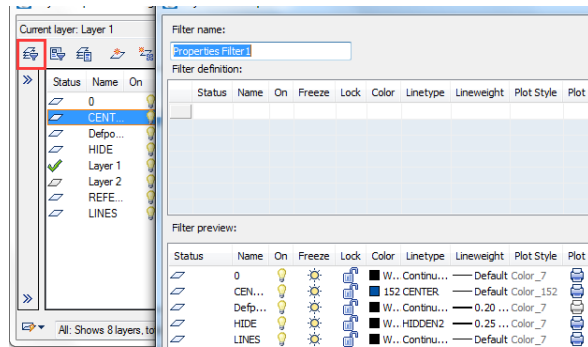 Current layer: Layer 1
Status Name On
0
CENT...
Defpo...
HIDE
Layer 1
Layer 2
REFE...
LINES
All: Shows 8 layers, to
Filter name:
Properties Filter1
Filter definition:
Status Name On Freeze Lock Color Linetype Lineweight Plot Style Plot
Filter preview:
Status Name On Freeze Lock Color Linetype Lineweight Plot Style Plot
0 W... Continu... Default Color_7
CEN... 152 CENTER Default Color_152
Defp... W... Continu... 0.20 ... Color_7
HIDE W... HIDDEN2 0.25 ... Color_7
LINES W... Continu... Default Color_7